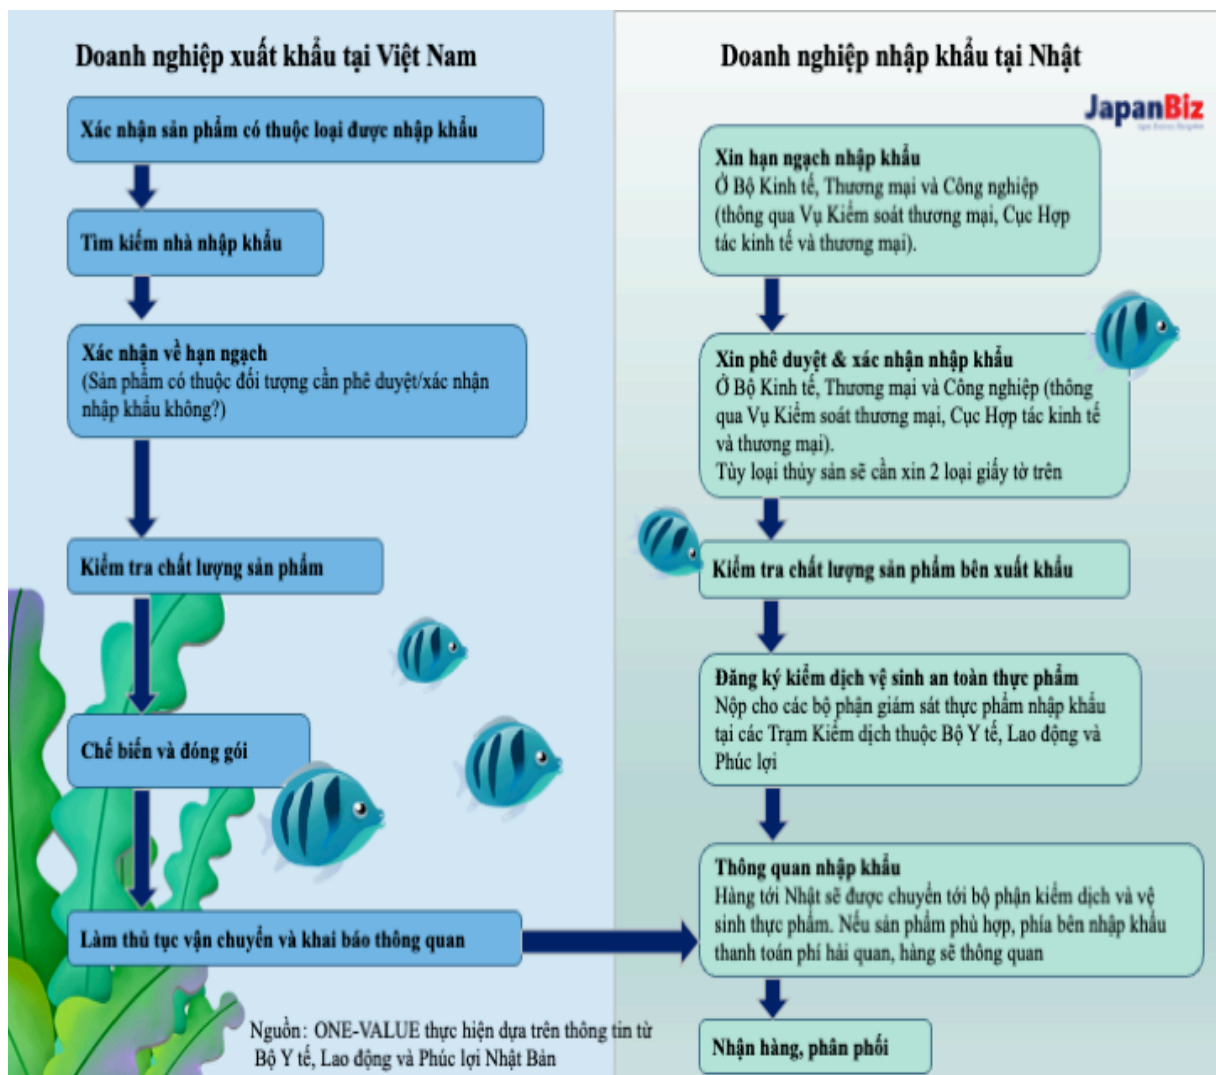 Doanh nghiệp xuất khẩu tại Việt Nam
Xác nhận sản phẩm có thuộc loại được nhập khẩu
Tìm kiếm nhà nhập khẩu
Xác nhận về hạn ngạch
(Sản phẩm có thuộc đối tượng cần phê duyệt/xác nhận
nhập khẩu không?)
Kiểm tra chất lượng sản phẩm
Chế biến và đóng gói
Làm thủ tục vận chuyển và khai báo thông quan
Nguồn: ONE-VALUE thực hiện dựa trên thông tin từ
Bộ Y tế, Lao động và Phúc lợi Nhật Bản
Doanh nghiệp nhập khẩu tại Nhật
JapanBiz
Xin hạn ngạch nhập khẩu
Ở Bộ Kinh tế, Thương mại và Công nghiệp
(thông qua Vụ Kiểm soát thương mại, Cục Hợp
tác kinh tế và thương mại).
Xin phê duyệt & xác nhận nhập khẩu
Ở Bộ Kinh tế, Thương mại và Công nghiệp (thông
qua Vụ Kiểm soát thương mại, Cục Hợp tác kinh tế
và thương mại).
Tùy loại thủy sản sẽ cần xin 2 loại giấy tờ trên
Kiểm tra chất lượng sản phẩm bên xuất khẩu
Đăng ký kiểm dịch vệ sinh an toàn thực phẩm
Nộp cho các bộ phận giám sát thực phẩm nhập khẩu
tại các Trạm Kiểm dịch thuộc Bộ Y tế, Lao động và
Phúc lợi
Thông quan nhập khẩu
Hàng tới Nhật sẽ được chuyển tới bộ phận kiểm dịch và vệ
sinh thực phẩm. Nếu sản phẩm phù hợp, phía bên nhập khẩu
thanh toán phí hải quan, hàng sẽ thông quan
Nhận hàng, phân phối